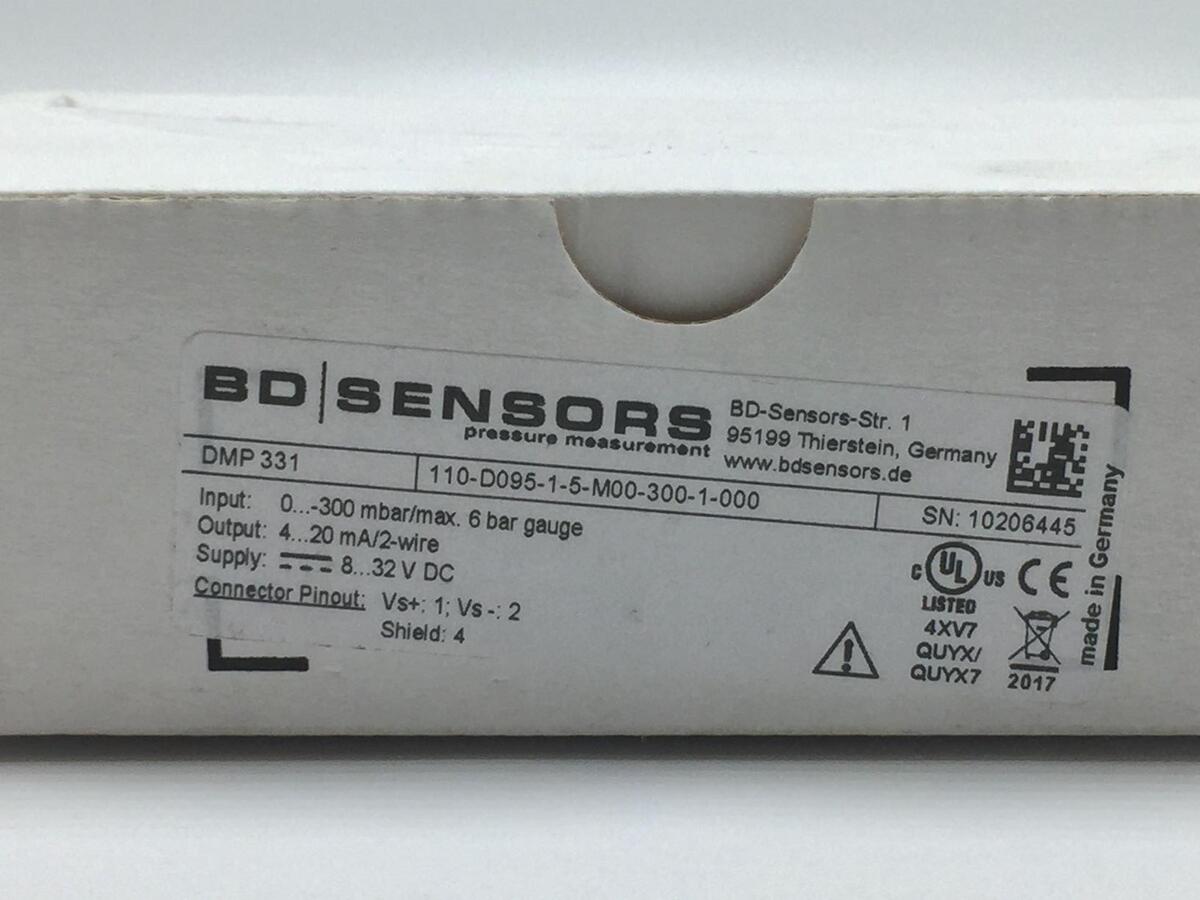 BD|SENSORS
pressure measurement
BD-Sensors-Str. 1
95199 Thierstein, Germany
www.bdsensors.de
DMP 331
110-D095-1-5-M00-300-1-000
SN: 10206445
Input: 0...-300 mbar/max. 6 bar gauge
Output: 4...20 mA/2-wire
Supply: 8...32 V DC
Connector Pinout: Vs+: 1; Vs -: 2
Shield: 4
C UL US CE
LISTED
4XV7
QUYX/
QUYX7
2017
made in Germany